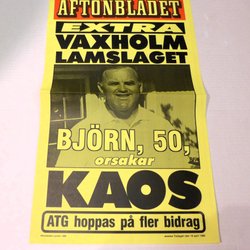 AFTONBLADET
EXTRA
VAXHOLM
LAMSLAGET
BJÖRN, 50,
orsakar
KAOS
ATG hoppas på fler bidrag